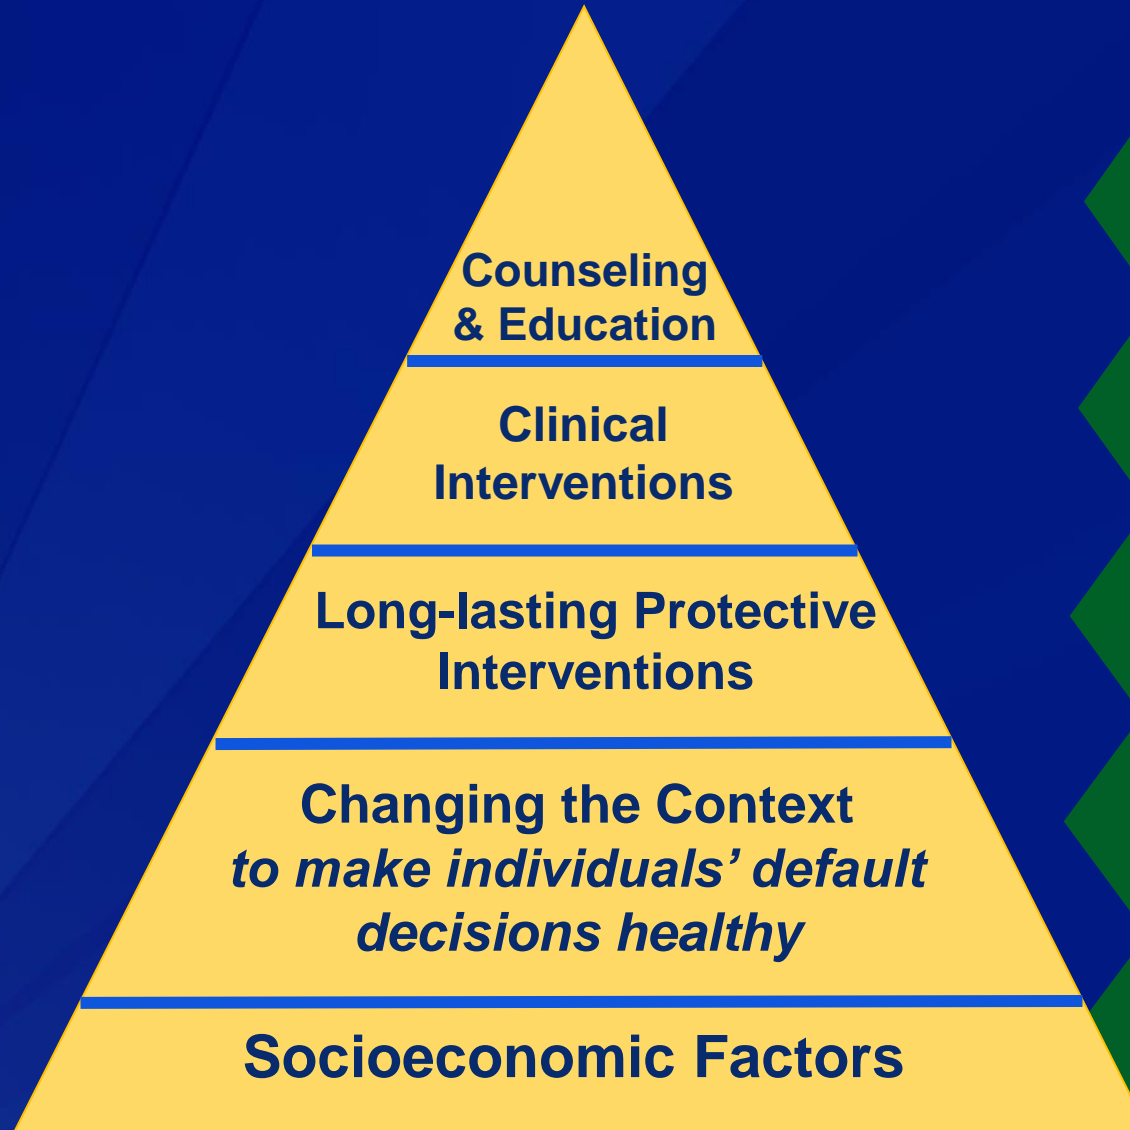 Counseling
& Education
Clinical
Interventions
Long-lasting Protective
Interventions
Changing the Context
to make individuals’ default
decisions healthy
Socioeconomic Factors